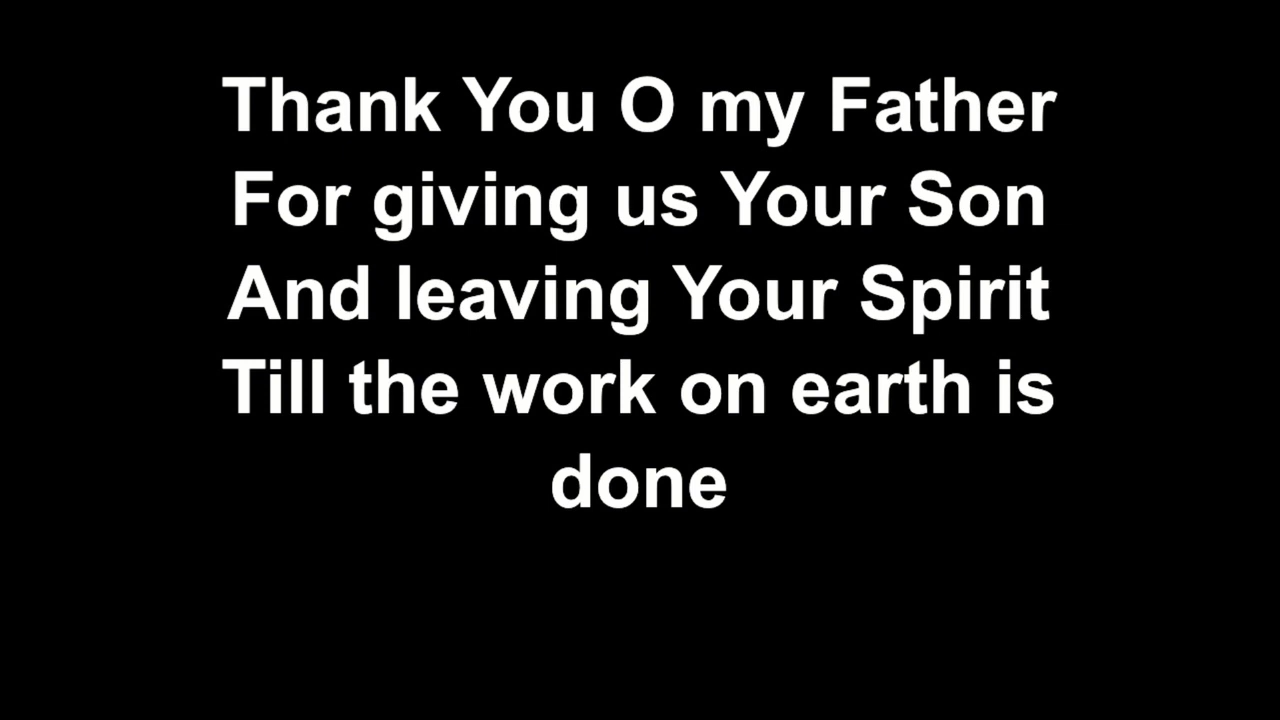 Thank You O my Father
For giving us Your Son
And leaving Your Spirit
Till the work on earth is
done